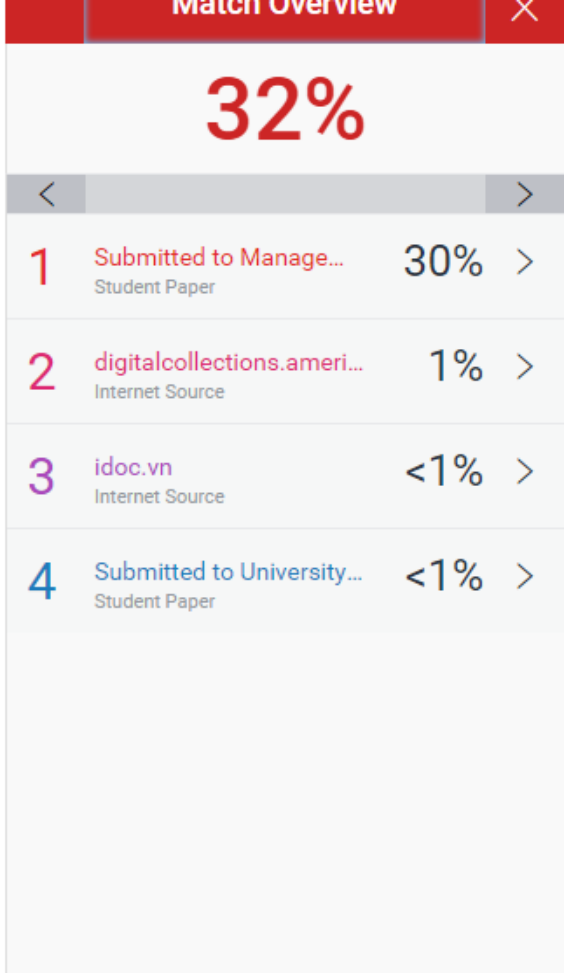 Match Overview
32%
1 Submitted to Manage... 30%
Student Paper
2 digitalcollections.ameri... 1%
Internet Source
3 idoc.vn <1%
Internet Source
4 Submitted to University... <1%
Student Paper